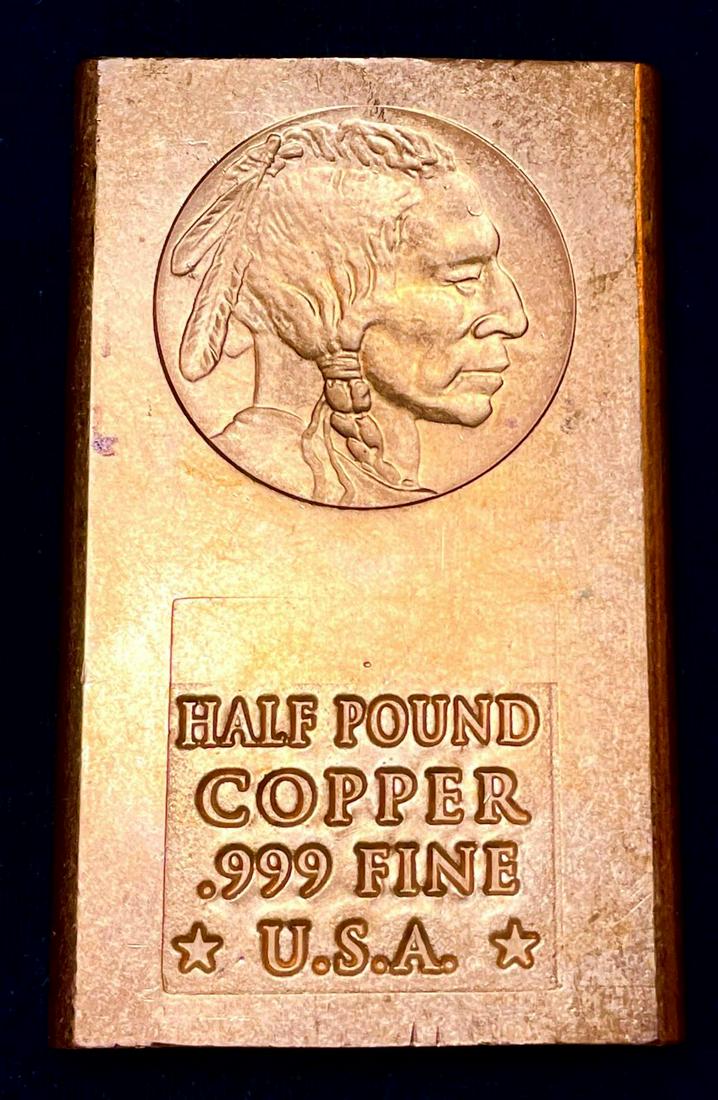 HALF POUND
COPPER
.999 FINE
★ U.S.A. ★